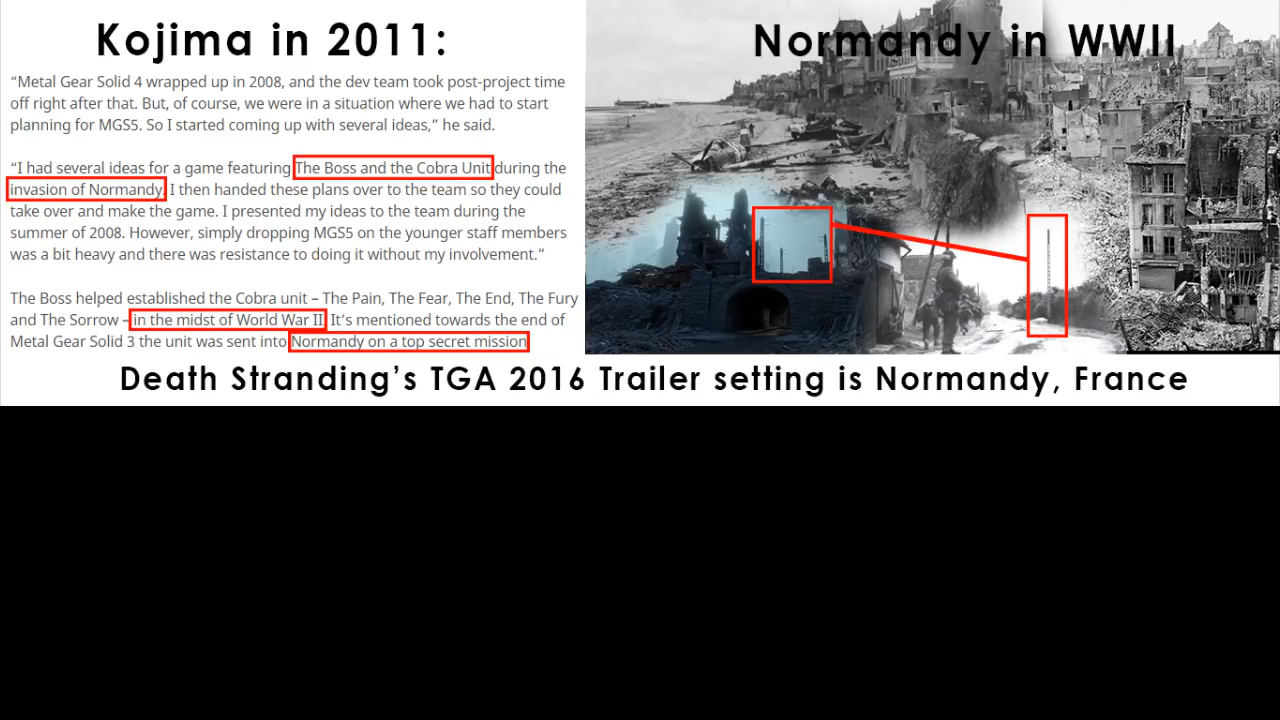 Kojima in 2011:
Normandy in WWII
“Metal Gear Solid 4 wrapped up in 2008, and the dev team took post-project time
off right after that. But, of course, we were in a situation where we had to start
planning for MGS5. So I started coming up with several ideas,” he said.
“I had several ideas for a game featuring The Boss and the Cobra Unit during the
invasion of Normandy. I then handed these plans over to the team so they could
take over and make the game. I presented my ideas to the team during the
summer of 2008. However, simply dropping MGS5 on the younger staff members
was a bit heavy and there was resistance to doing it without my involvement.“
The Boss helped established the Cobra unit – The Pain, The Fear, The End, The Fury
and The Sorrow – in the midst of World War II. It’s mentioned towards the end of
Metal Gear Solid 3 the unit was sent into Normandy on a top secret mission
Death Stranding’s TGA 2016 Trailer setting is Normandy, France